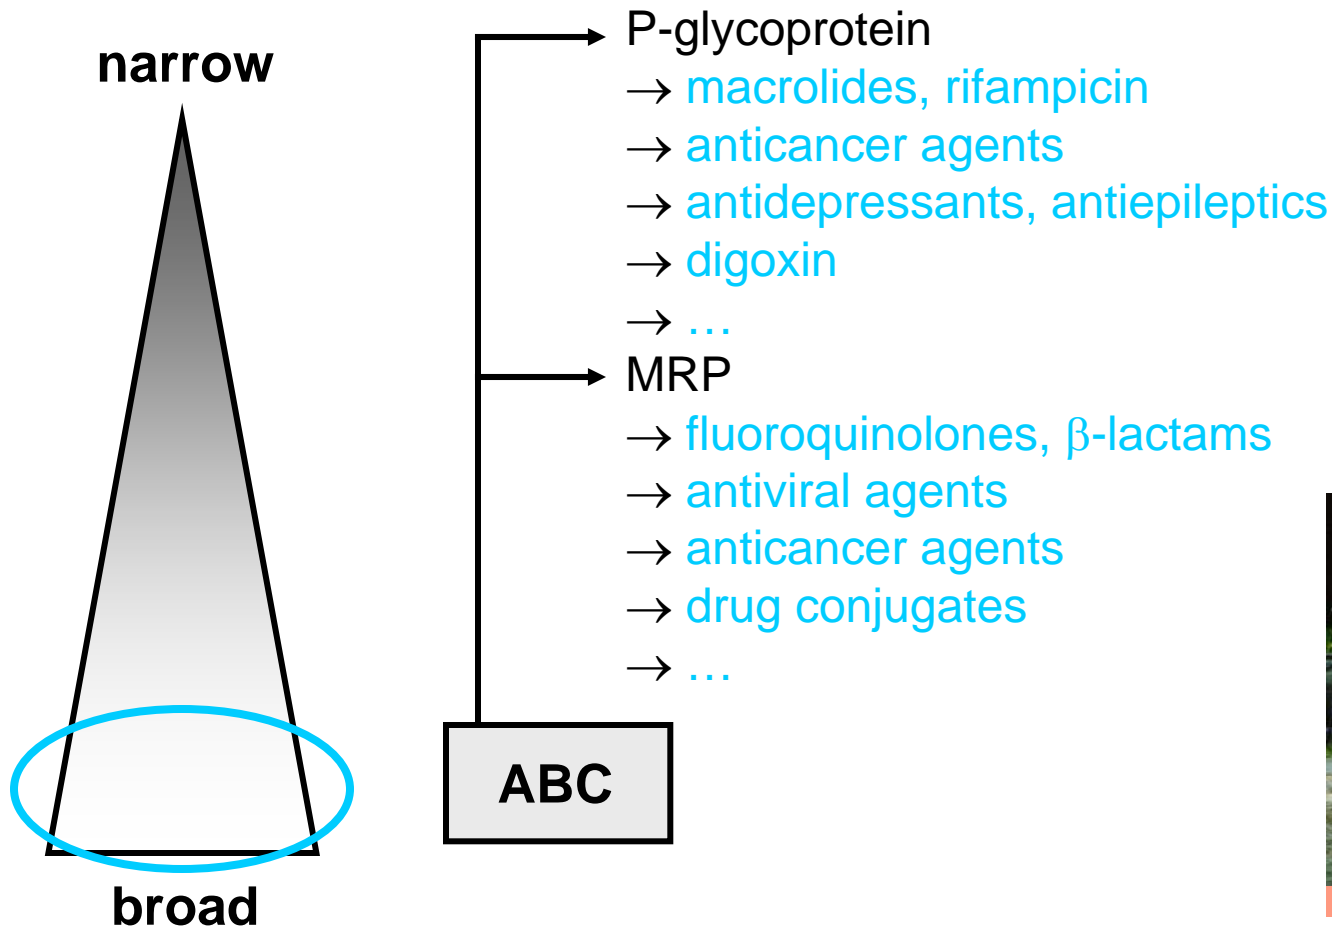 narrow
broad
P-glycoprotein
→ macrolides, rifampicin
→ anticancer agents
→ antidepressants, antiepileptics
→ digoxin
→ …
MRP
→ fluoroquinolones, β-lactams
→ antiviral agents
→ anticancer agents
→ drug conjugates
→ …
ABC